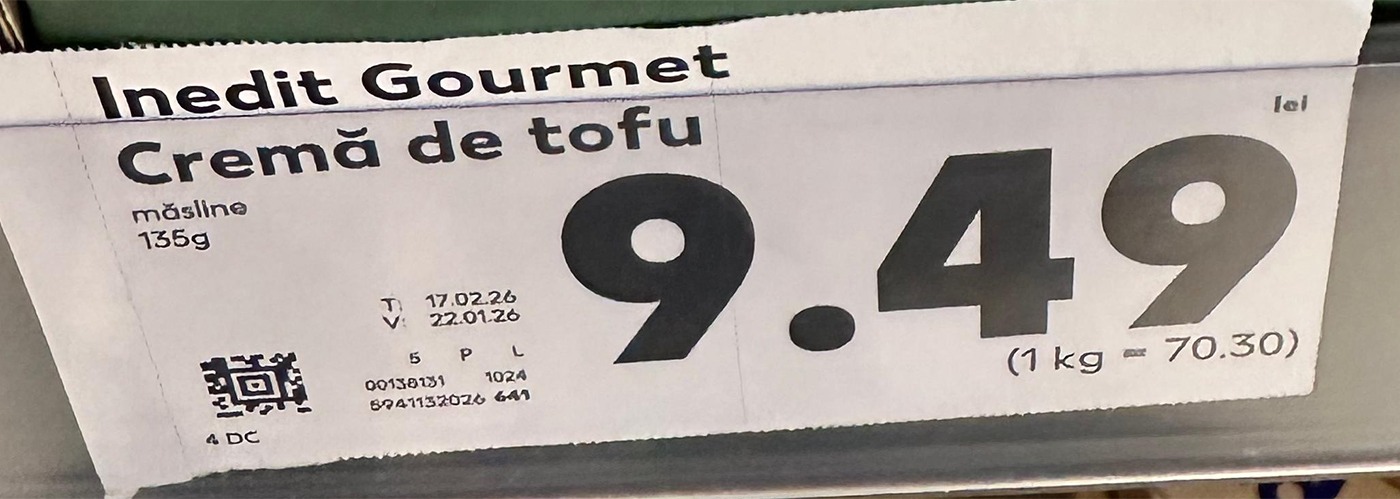 Inedit Gourmet
Cremă de tofu
măsline
135g
lei
9.49
(1 kg = 70.30)
T: 17.02.26
V: 22.01.26
5 P L
00138131 1024
5941132026 641
4 DC